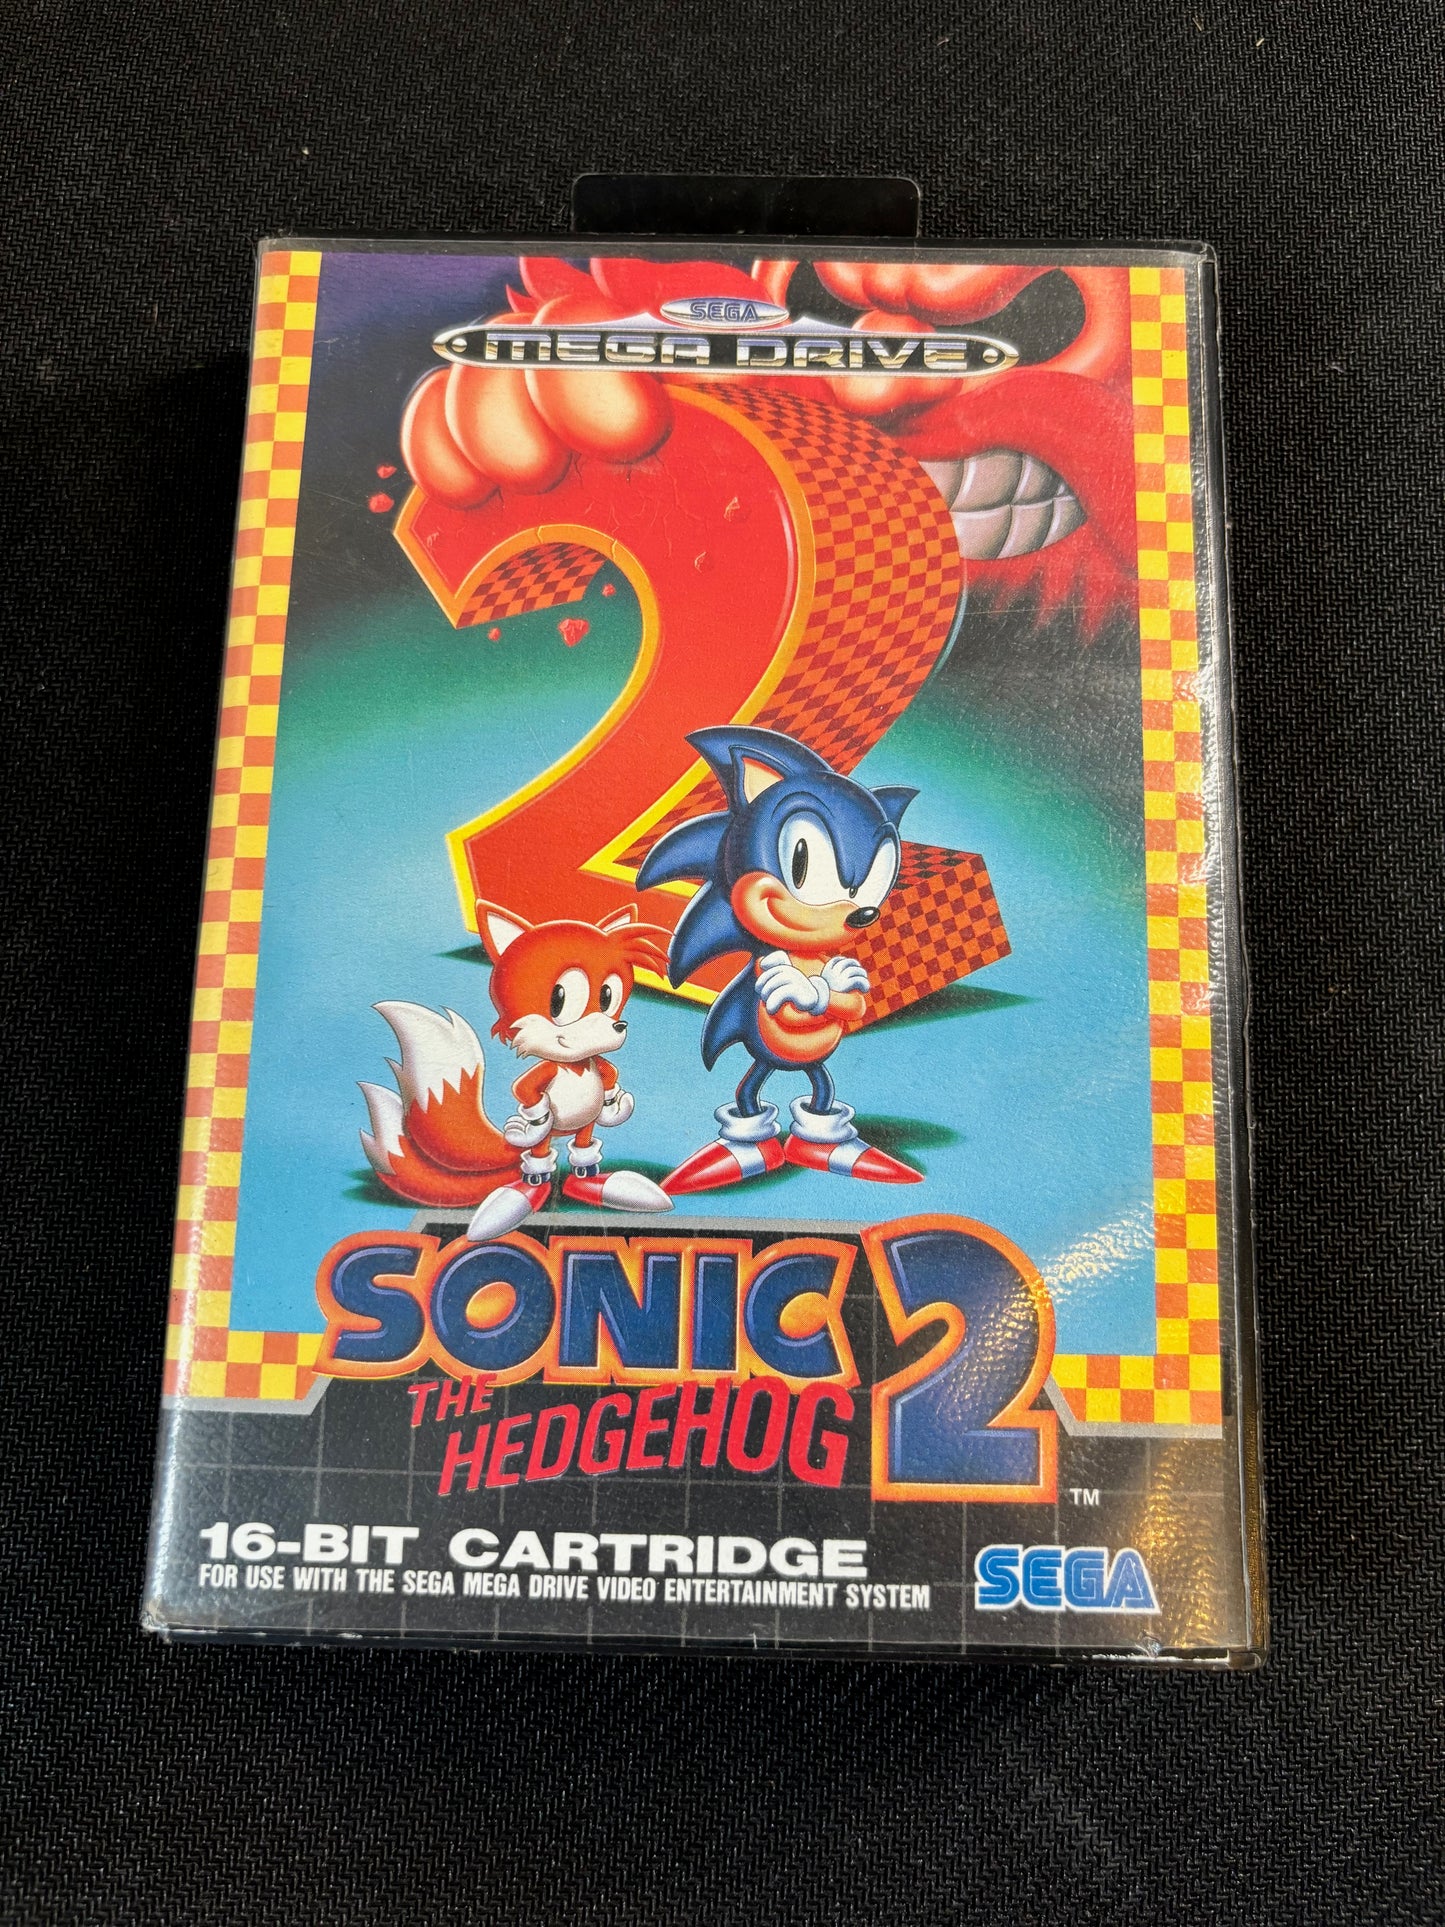 SEGA
MEGA DRIVE
2
SONIC 2
THE
HEDGEHOG
TM
16-BIT CARTRIDGE
FOR USE WITH THE SEGA MEGA DRIVE VIDEO ENTERTAINMENT SYSTEM
SEGA